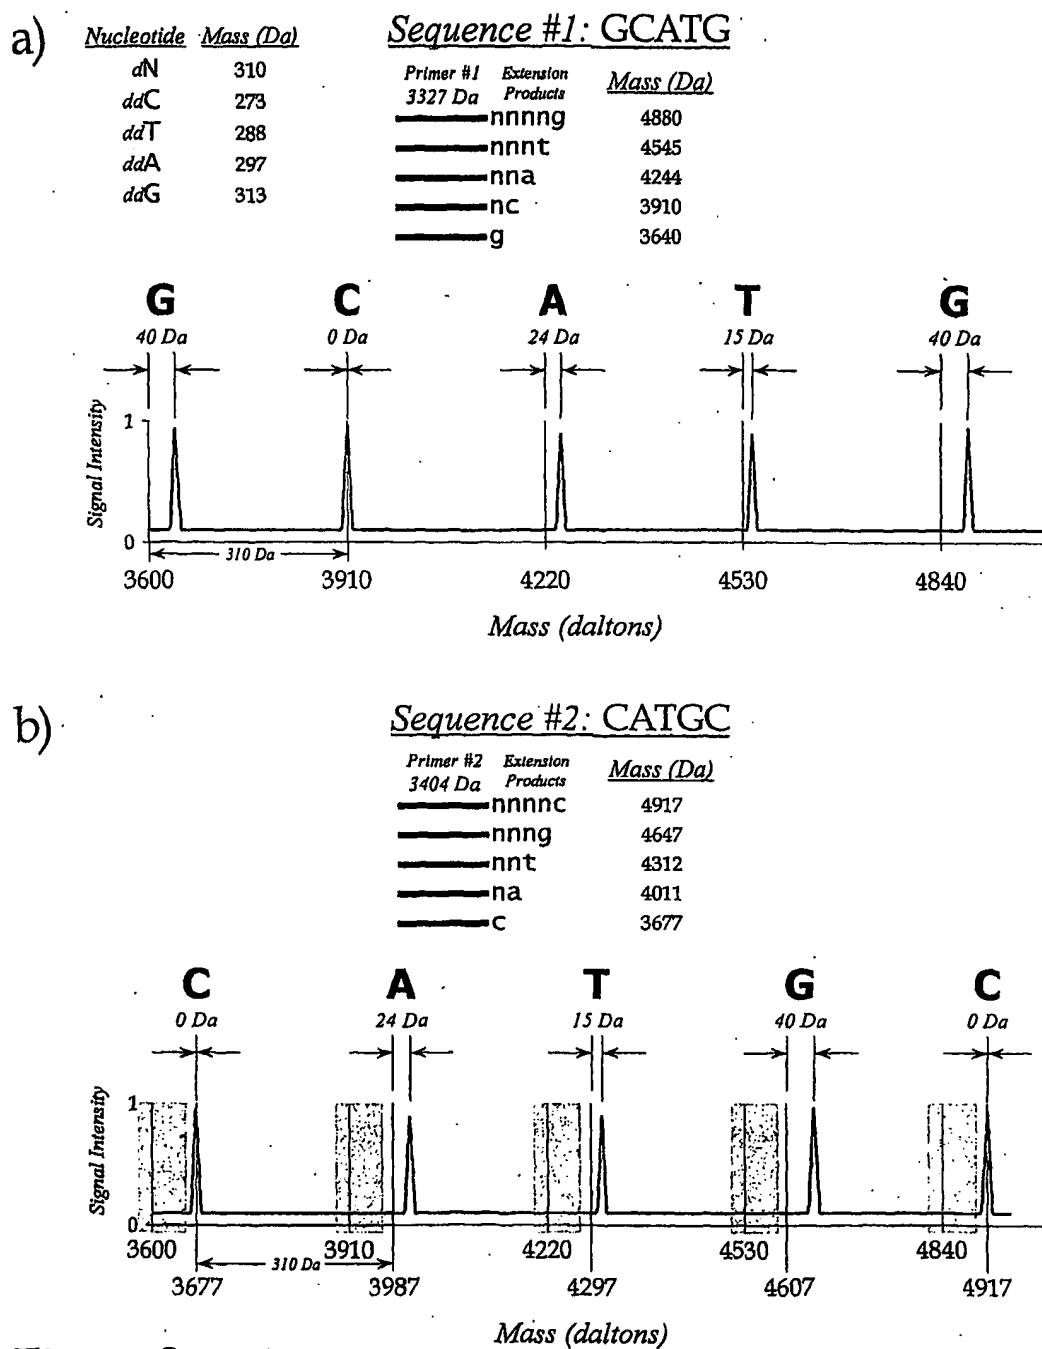 a)
Nucleotide Mass (Da)
dN 310
ddC 273
ddT 288
ddA 297
ddG 313
Sequence #1: GCATG
Primer #1 Extension Mass (Da)
3327 Da Products
nnnng 4880
nnnt 4545
nna 4244
nc 3910
g 3640
G C A T G
40 Da 0 Da 24 Da 15 Da 40 Da
Signal Intensity
1
0
310 Da
3600 3910 4220 4530 4840
Mass (daltons)
b)
Sequence #2: CATGC
Primer #2 Extension Mass (Da)
3404 Da Products
nnnnc 4917
nnng 4647
nnt 4312
na 4011
c 3677
C A T G C
0 Da 24 Da 15 Da 40 Da 0 Da
Signal Intensity
1
0
3600 3910 4220 4530 4840
310 Da
3677 3987 4297 4607 4917
Mass (daltons)